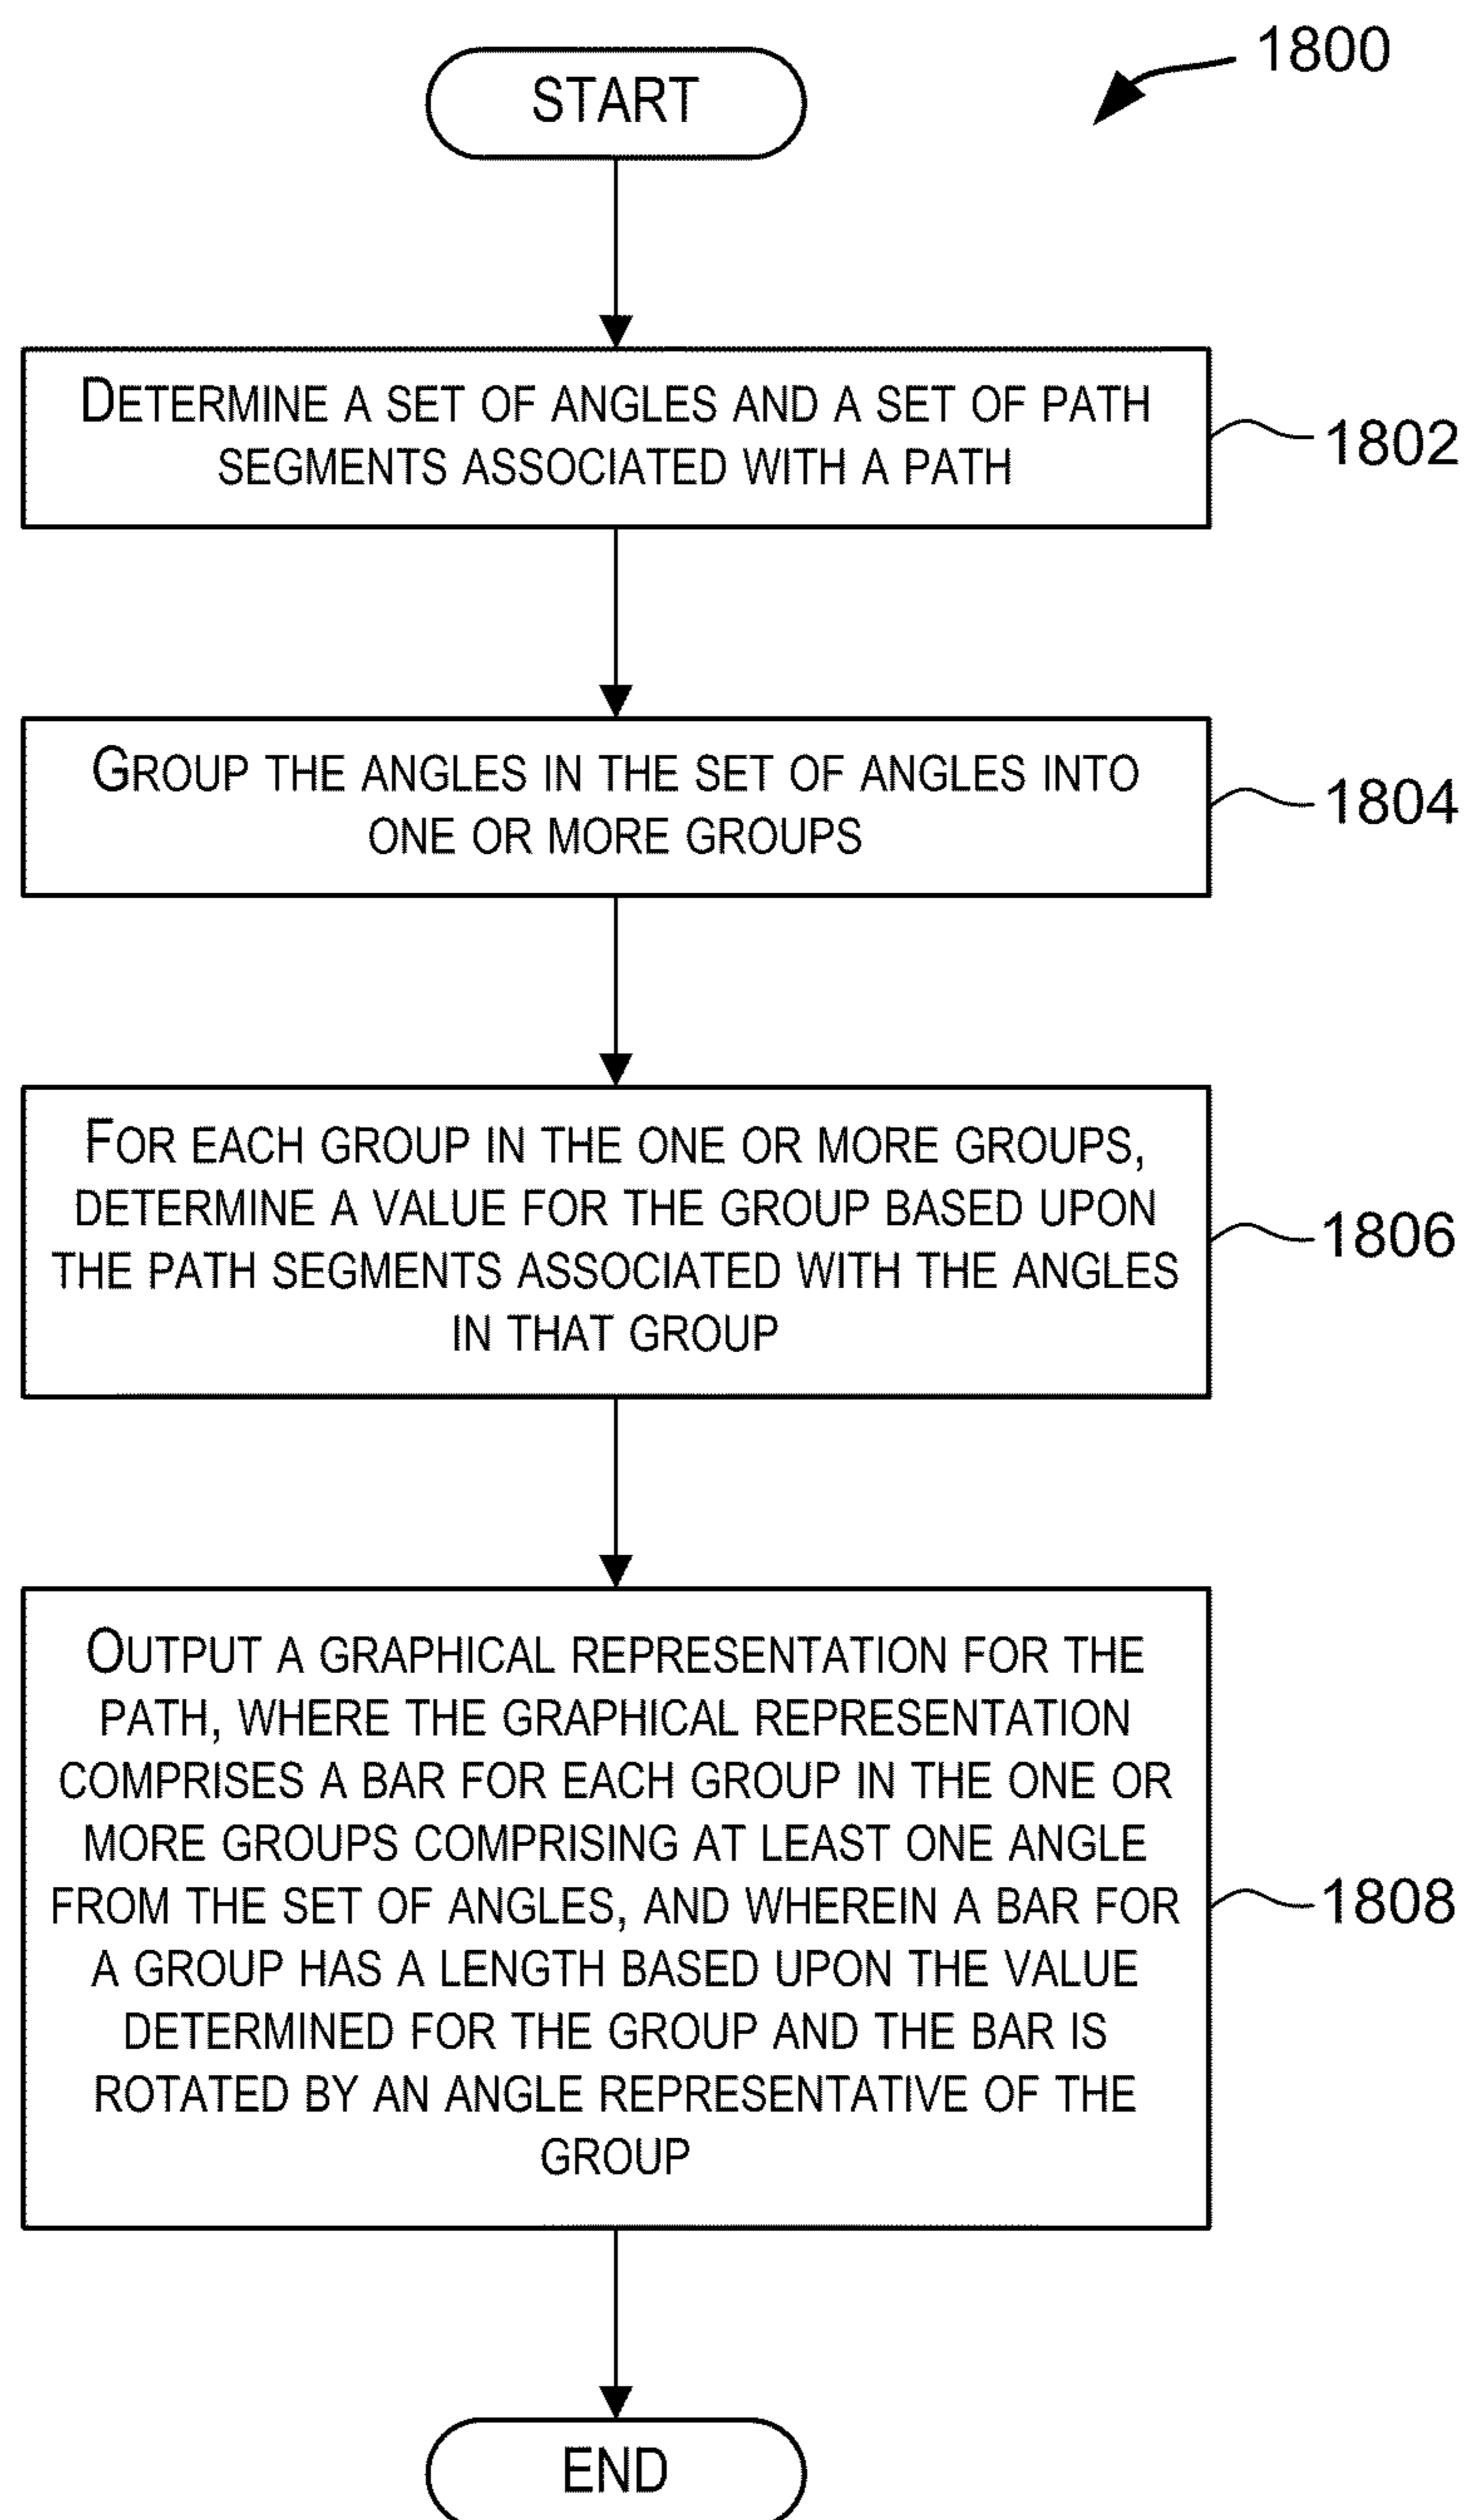 START
1800
DETERMINE A SET OF ANGLES AND A SET OF PATH
SEGMENTS ASSOCIATED WITH A PATH
1802
GROUP THE ANGLES IN THE SET OF ANGLES INTO
ONE OR MORE GROUPS
1804
FOR EACH GROUP IN THE ONE OR MORE GROUPS,
DETERMINE A VALUE FOR THE GROUP BASED UPON
THE PATH SEGMENTS ASSOCIATED WITH THE ANGLES
IN THAT GROUP
1806
OUTPUT A GRAPHICAL REPRESENTATION FOR THE
PATH, WHERE THE GRAPHICAL REPRESENTATION
COMPRISES A BAR FOR EACH GROUP IN THE ONE OR
MORE GROUPS COMPRISING AT LEAST ONE ANGLE
FROM THE SET OF ANGLES, AND WHEREIN A BAR FOR
A GROUP HAS A LENGTH BASED UPON THE VALUE
DETERMINED FOR THE GROUP AND THE BAR IS
ROTATED BY AN ANGLE REPRESENTATIVE OF THE
GROUP
1808
END